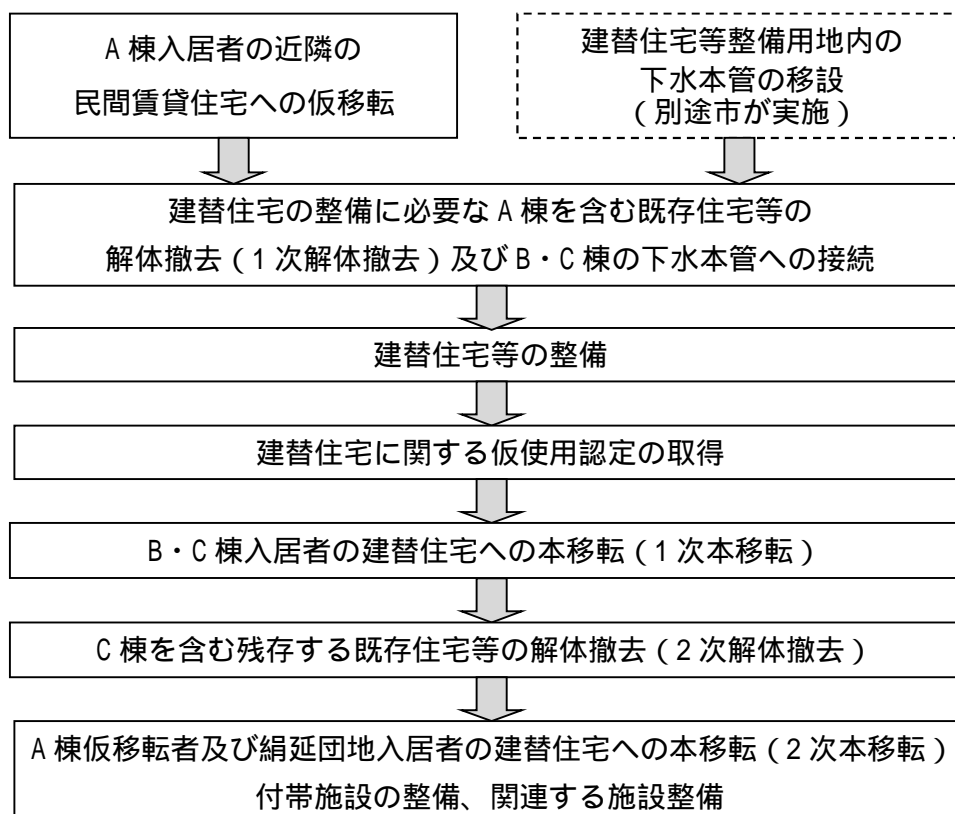 A棟入居者の近隣の
民間賃貸住宅への仮移転
建替住宅等整備用地内の
下水本管の移設
（別途市が実施）
建替住宅の整備に必要なA棟を含む既存住宅等の
解体撤去（1次解体撤去）及びB・C棟の下水本管への接続
建替住宅等の整備
建替住宅に関する仮使用認定の取得
B・C棟入居者の建替住宅への本移転（1次本移転）
C棟を含む残存する既存住宅等の解体撤去（2次解体撤去）
A棟仮移転者及び絹延団地入居者の建替住宅への本移転（2次本移転）
付帯施設の整備、関連する施設整備